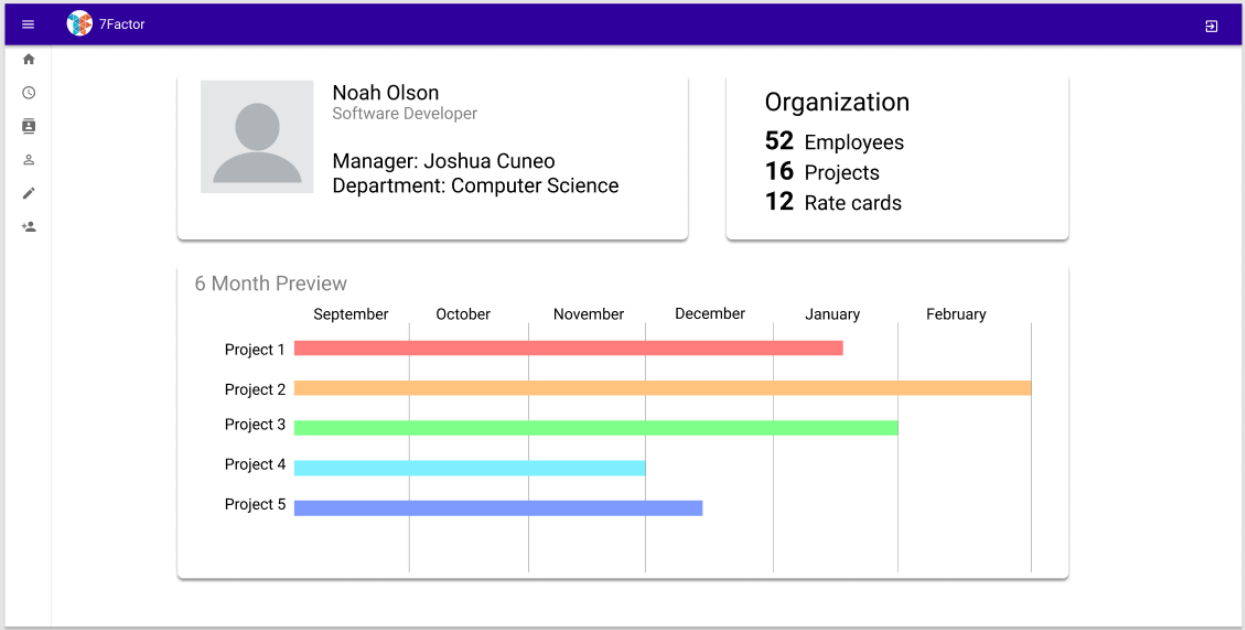 7Factor
Noah Olson
Software Developer
Manager: Joshua Cuneo
Department: Computer Science
Organization
52 Employees
16 Projects
12 Rate cards
6 Month Preview
September October November December January February
Project 1
Project 2
Project 3
Project 4
Project 5